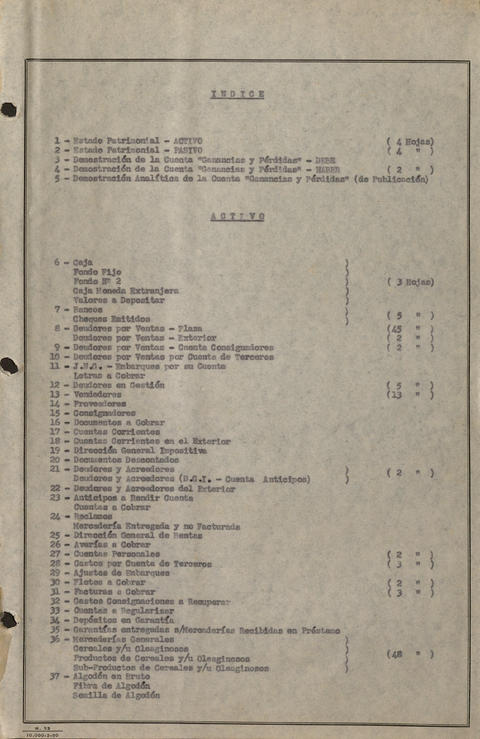 INDICE
1 - Estado Patrimonial - ACTIVO ( 4 Hojas)
2 - Estado Patrimonial - PASIVO ( 4 " )
3 - Demostración de la Cuenta "Ganancias y Pérdidas" - DEBE
4 - Demostración de la Cuenta "Ganancias y Pérdidas" - HABER ( 2 " )
5 - Demostración Analítica de la Cuenta "Ganancias y Pérdidas" (de Publicación)
ACTIVO
6 - Caja )
Fondo Fijo )
Fondo Nº 2 ) ( 3 Hojas)
Caja Moneda Extranjera )
Valores a Depositar )
7 - Bancos )
Cheques Emitidos ) ( 5 " )
8 - Deudores por Ventas - Plaza (45 " )
Deudores por Ventas - Exterior ( 2 " )
9 - Deudores por Ventas - Cuenta Consignadores ( 2 " )
10 - Deudores por Ventas por Cuenta de Terceros
11 - J.N.G. - Embarques por su Cuenta
Letras a Cobrar
12 - Deudores en Gestión ( 5 " )
13 - Vendedores (13 " )
14 - Proveedores
15 - Consignadores
16 - Documentos a Cobrar
17 - Cuentas Corrientes
18 - Cuentas Corrientes en el Exterior
19 - Dirección General Impositiva
20 - Documentos Descontados
21 - Deudores y Acreedores )
Deudores y Acreedores (D.G.I. - Cuenta Anticipos) ) ( 2 " )
22 - Deudores y Acreedores del Exterior
23 - Anticipos a Rendir Cuenta
Cuentas a Cobrar
24 - Reclamos
Mercadería Entregada y no Facturada
25 - Dirección General de Rentas
26 - Averías a Cobrar
27 - Cuentas Personales ( 2 " )
28 - Gastos por Cuenta de Terceros ( 3 " )
29 - Ajustes de Embarques
30 - Fletes a Cobrar ( 2 " )
31 - Facturas a Cobrar ( 3 " )
32 - Gastos Consignaciones a Recuperar
33 - Cuentas a Regularizar
34 - Depósitos en Garantía
35 - Garantías entregadas s/Mercaderías Recibidas en Préstamo
36 - Mercaderías Generales )
Cereales y/u Oleaginosos )
Productos de Cereales y/u Oleaginosos ) (48 " )
Sub-Productos de Cereales y/u Oleaginosos )
37 - Algodón en Bruto
Fibra de Algodón
Semilla de Algodón